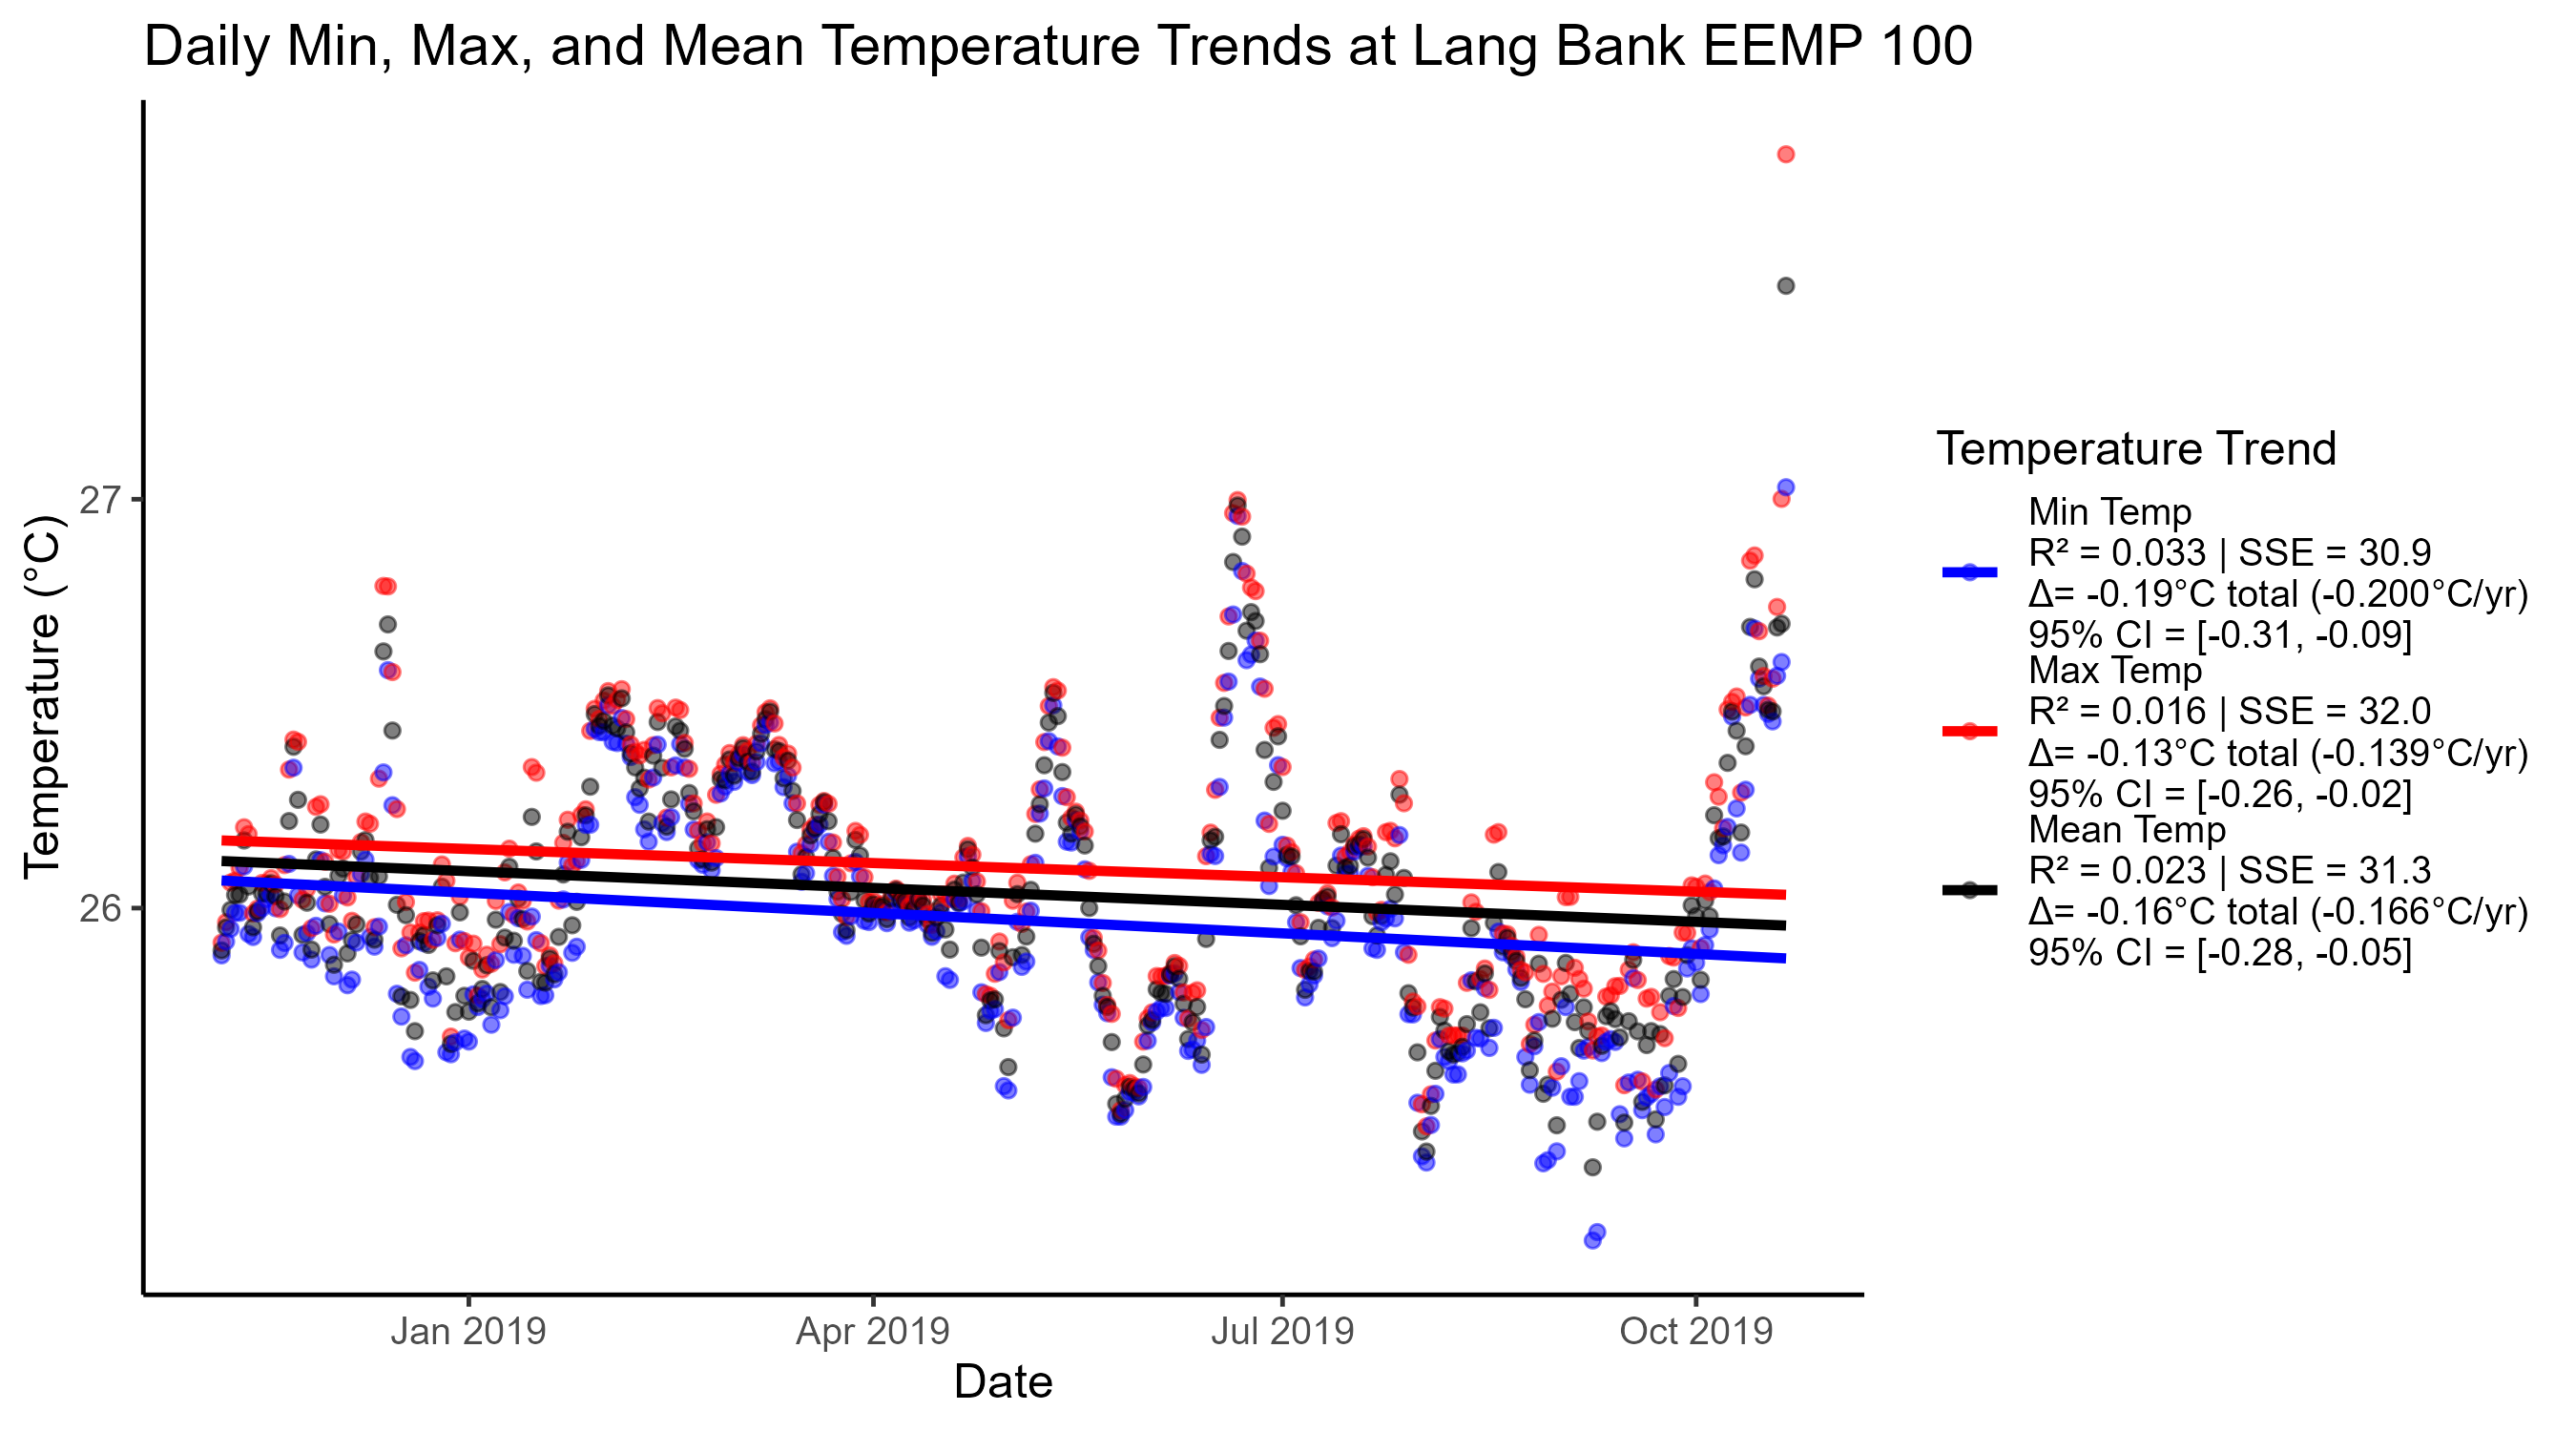 Daily Min, Max, and Mean Temperature Trends at Lang Bank EEMP 100
Temperature (°C)
27
26
Jan 2019
Apr 2019
Jul 2019
Oct 2019
Date
Temperature Trend
Min Temp
R² = 0.033 | SSE = 30.9
Δ= -0.19°C total (-0.200°C/yr)
95% CI = [-0.31, -0.09]
Max Temp
R² = 0.016 | SSE = 32.0
Δ= -0.13°C total (-0.139°C/yr)
95% CI = [-0.26, -0.02]
Mean Temp
R² = 0.023 | SSE = 31.3
Δ= -0.16°C total (-0.166°C/yr)
95% CI = [-0.28, -0.05]